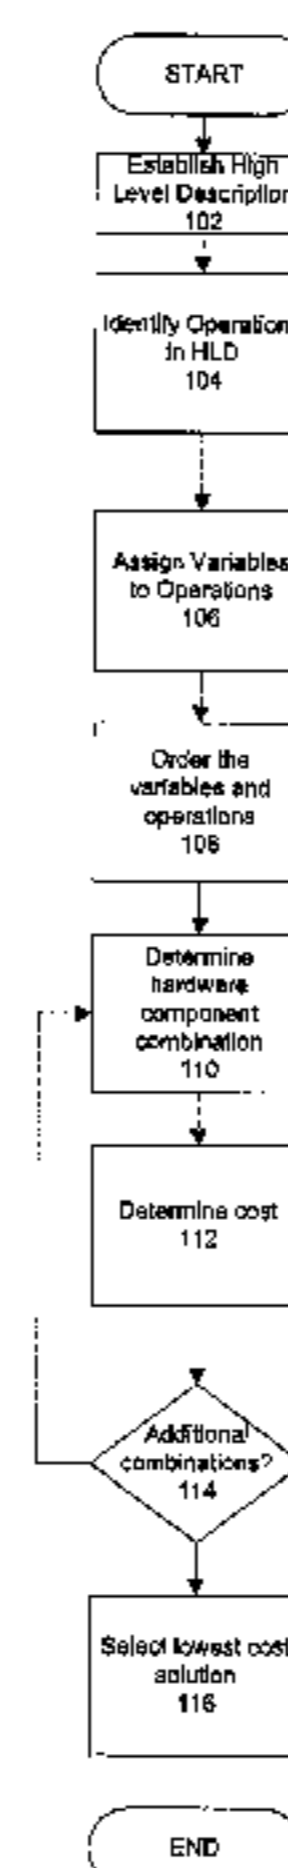 START
Establish High
Level Description
102
Identify Operation
in HLD
104
Assign Variables
to Operations
106
Order the
variables and
operations
108
Determine
hardware
component
combination
110
Determine cost
112
Additional
combinations?
114
Select lowest cost
solution
116
END